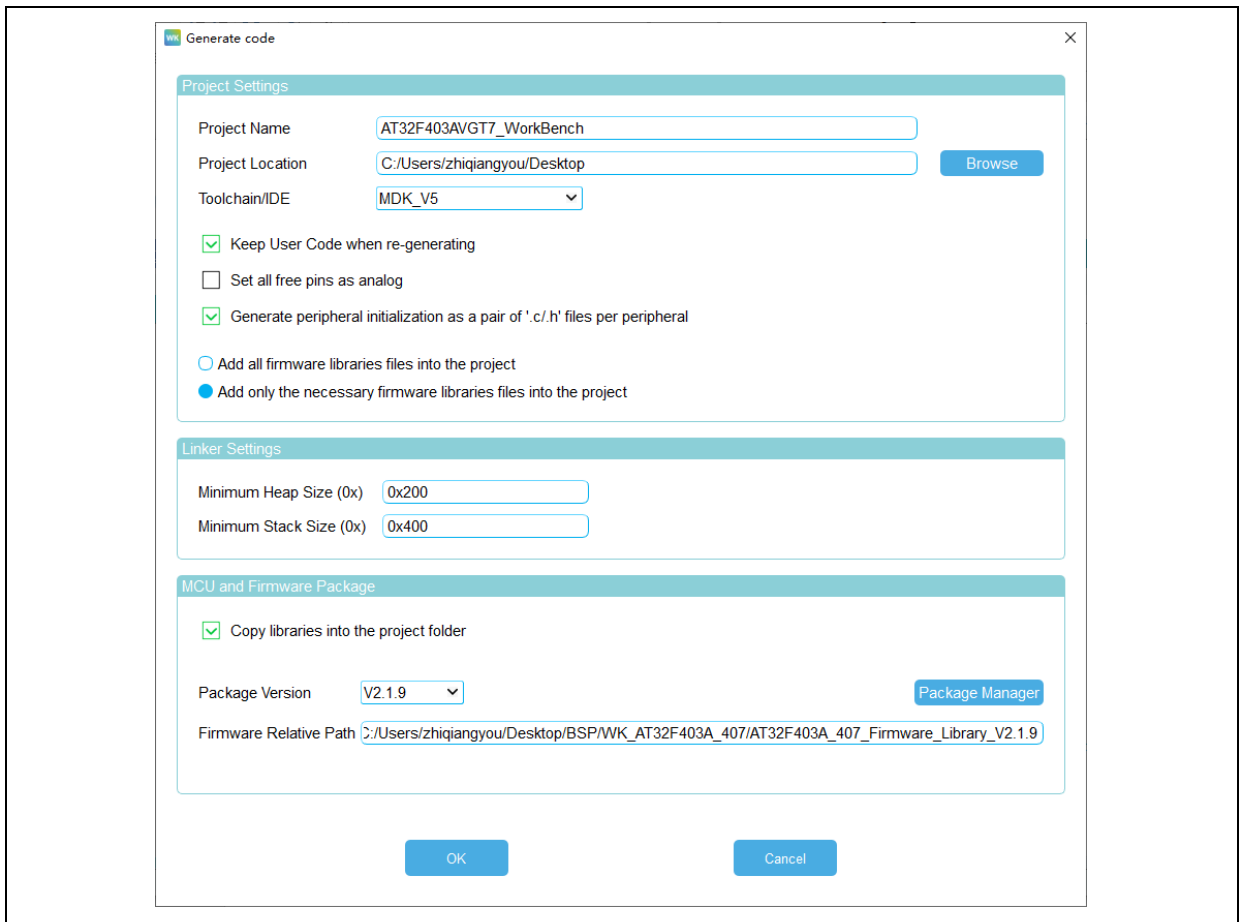 WK Generate code
Project Settings
Project Name AT32F403AVGT7_WorkBench
Project Location C:/Users/zhiqiangyou/Desktop Browse
Toolchain/IDE MDK_V5
Keep User Code when re-generating
Set all free pins as analog
Generate peripheral initialization as a pair of '.c/.h' files per peripheral
Add all firmware libraries files into the project
Add only the necessary firmware libraries files into the project
Linker Settings
Minimum Heap Size (0x) 0x200
Minimum Stack Size (0x) 0x400
MCU and Firmware Package
Copy libraries into the project folder
Package Version V2.1.9 Package Manager
Firmware Relative Path C:/Users/zhiqiangyou/Desktop/BSP/WK_AT32F403A_407/AT32F403A_407_Firmware_Library_V2.1.9
OK Cancel